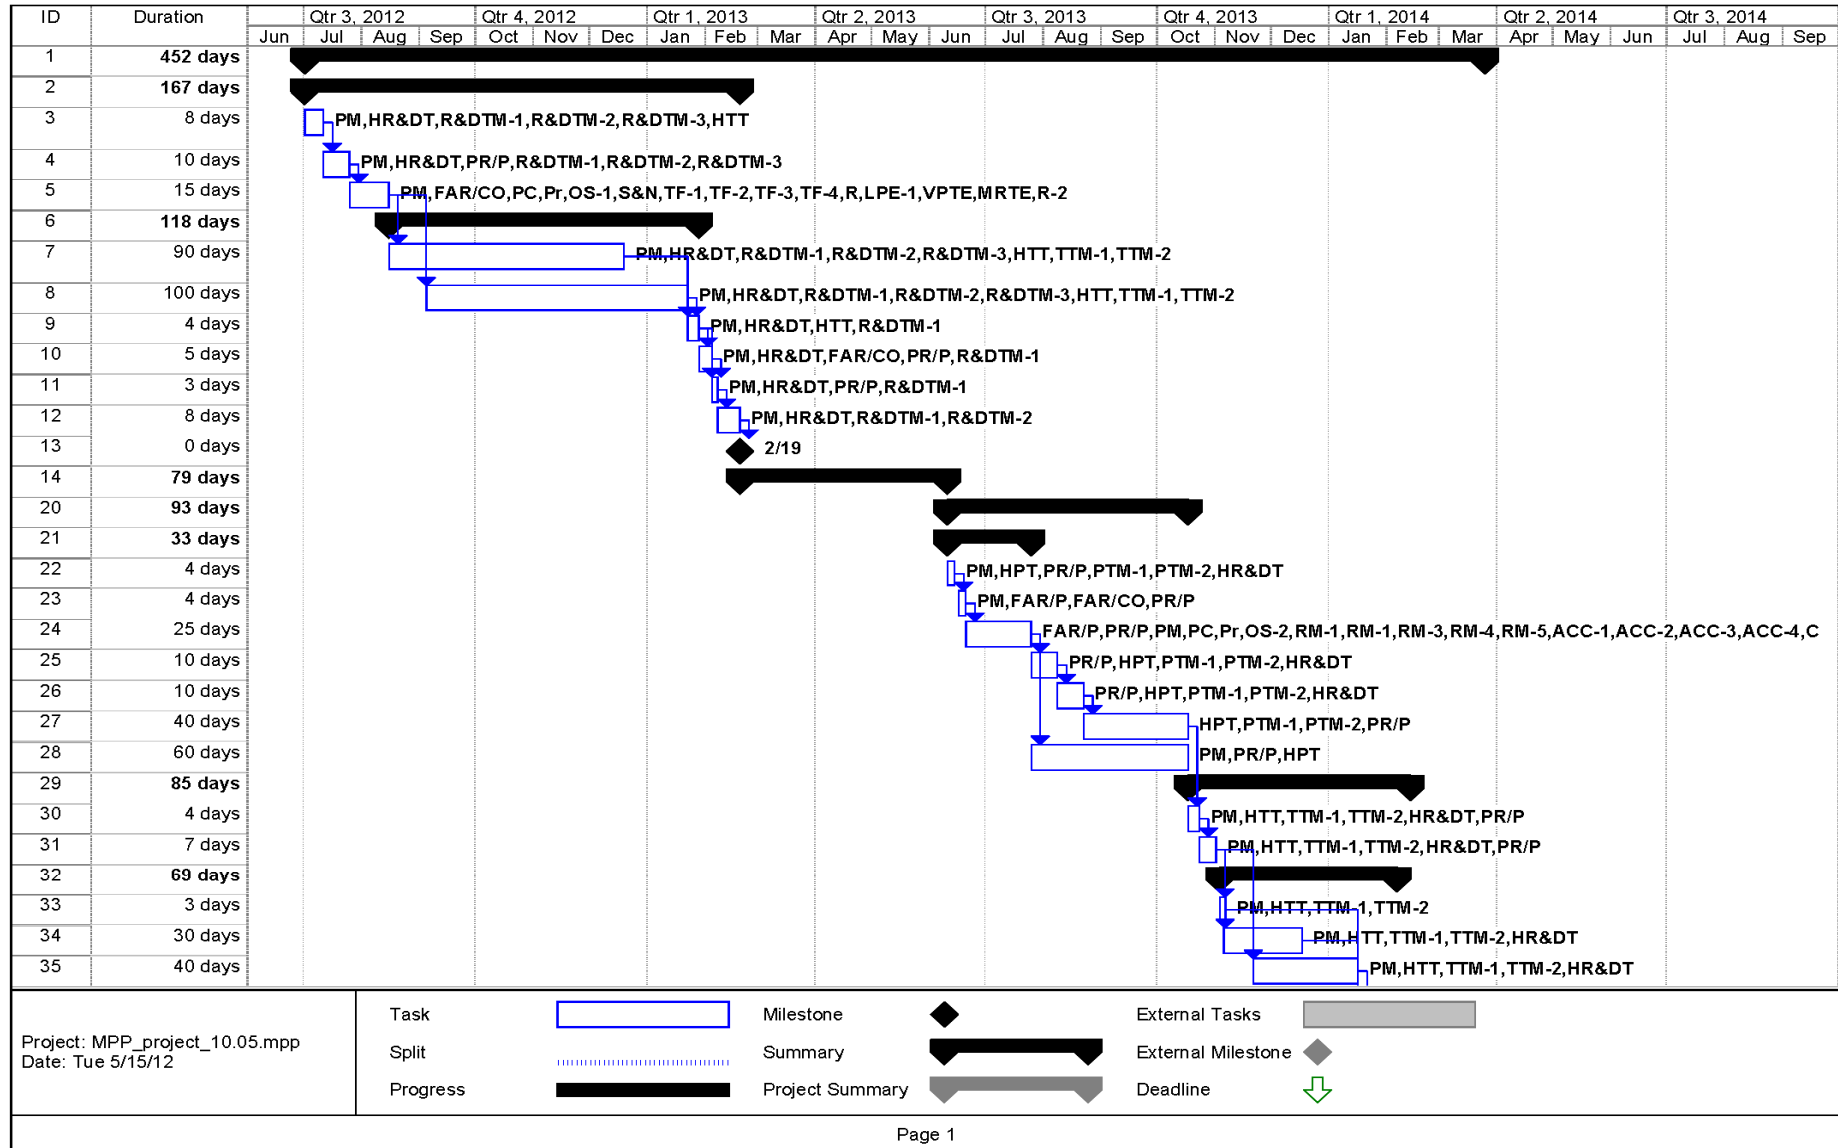 ID Duration Qtr 3, 2012 Qtr 4, 2012 Qtr 1, 2013 Qtr 2, 2013 Qtr 3, 2013 Qtr 4, 2013 Qtr 1, 2014 Qtr 2, 2014 Qtr 3, 2014
Jun Jul Aug Sep Oct Nov Dec Jan Feb Mar Apr May Jun Jul Aug Sep Oct Nov Dec Jan Feb Mar Apr May Jun Jul Aug Sep
1 452 days
2 167 days
3 8 days PM,HR&DT,R&DTM-1,R&DTM-2,R&DTM-3,HTT
4 10 days PM,HR&DT,PR/P,R&DTM-1,R&DTM-2,R&DTM-3
5 15 days PM,FAR/CO,PC,Pr,OS-1,S&N,TF-1,TF-2,TF-3,TF-4,R,LPE-1,VPTE,MRTE,R-2
6 118 days
7 90 days PM,HR&DT,R&DTM-1,R&DTM-2,R&DTM-3,HTT,TTM-1,TTM-2
8 100 days PM,HR&DT,R&DTM-1,R&DTM-2,R&DTM-3,HTT,TTM-1,TTM-2
9 4 days PM,HR&DT,HTT,R&DTM-1
10 5 days PM,HR&DT,FAR/CO,PR/P,R&DTM-1
11 3 days PM,HR&DT,PR/P,R&DTM-1
12 8 days PM,HR&DT,R&DTM-1,R&DTM-2
13 0 days 2/19
14 79 days
20 93 days
21 33 days
22 4 days PM,HPT,PR/P,PTM-1,PTM-2,HR&DT
23 4 days PM,FAR/P,FAR/CO,PR/P
24 25 days FAR/P,PR/P,PM,PC,Pr,OS-2,RM-1,RM-1,RM-3,RM-4,RM-5,ACC-1,ACC-2,ACC-3,ACC-4,C
25 10 days PR/P,HPT,PTM-1,PTM-2,HR&DT
26 10 days PR/P,HPT,PTM-1,PTM-2,HR&DT
27 40 days HPT,PTM-1,PTM-2,PR/P
28 60 days PM,PR/P,HPT
29 85 days
30 4 days PM,HTT,TTM-1,TTM-2,HR&DT,PR/P
31 7 days PM,HTT,TTM-1,TTM-2,HR&DT,PR/P
32 69 days
33 3 days PM,HTT,TTM-1,TTM-2
34 30 days PM,HTT,TTM-1,TTM-2,HR&DT
35 40 days PM,HTT,TTM-1,TTM-2,HR&DT
Project: MPP_project_10.05.mpp
Date: Tue 5/15/12
Task Milestone External Tasks
Split Summary External Milestone
Progress Project Summary Deadline
Page 1